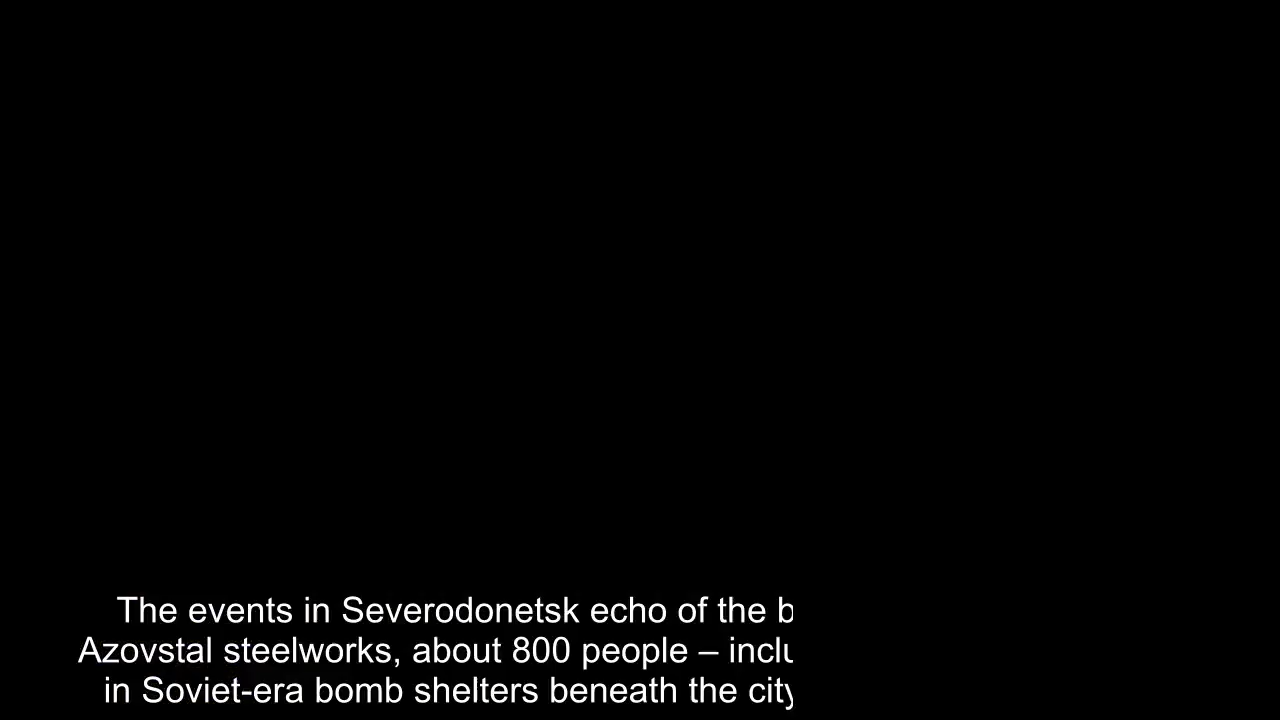 The events in Severodonetsk echo of the
Azovstal steelworks, about 800 people –
in Soviet-era bomb shelters beneath the city